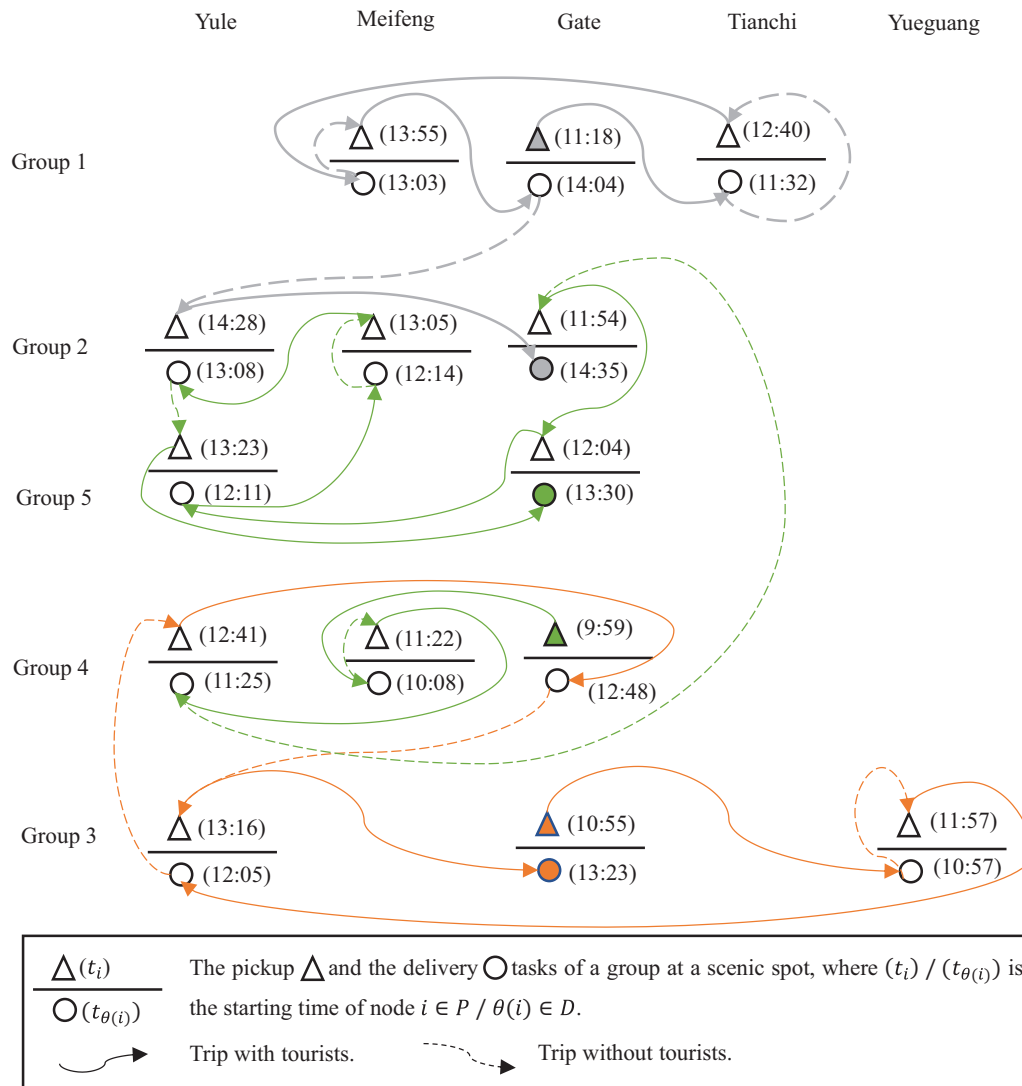 Yule Meifeng Gate Tianchi Yueguang
Group 1
(13:55) (11:18) (12:40)
(13:03) (14:04) (11:32)
Group 2
(14:28) (13:05) (11:54)
(13:08) (12:14) (14:35)
Group 5
(13:23) (12:04)
(12:11) (13:30)
Group 4
(12:41) (11:22) (9:59)
(11:25) (10:08) (12:48)
Group 3
(13:16) (10:55) (11:57)
(12:05) (13:23) (10:57)
(t_i)
(t_{θ(i)})
The pickup △ and the delivery ○ tasks of a group at a scenic spot, where (t_i) / (t_{θ(i)}) is
the starting time of node i ∈ P / θ(i) ∈ D.
Trip with tourists. Trip without tourists.